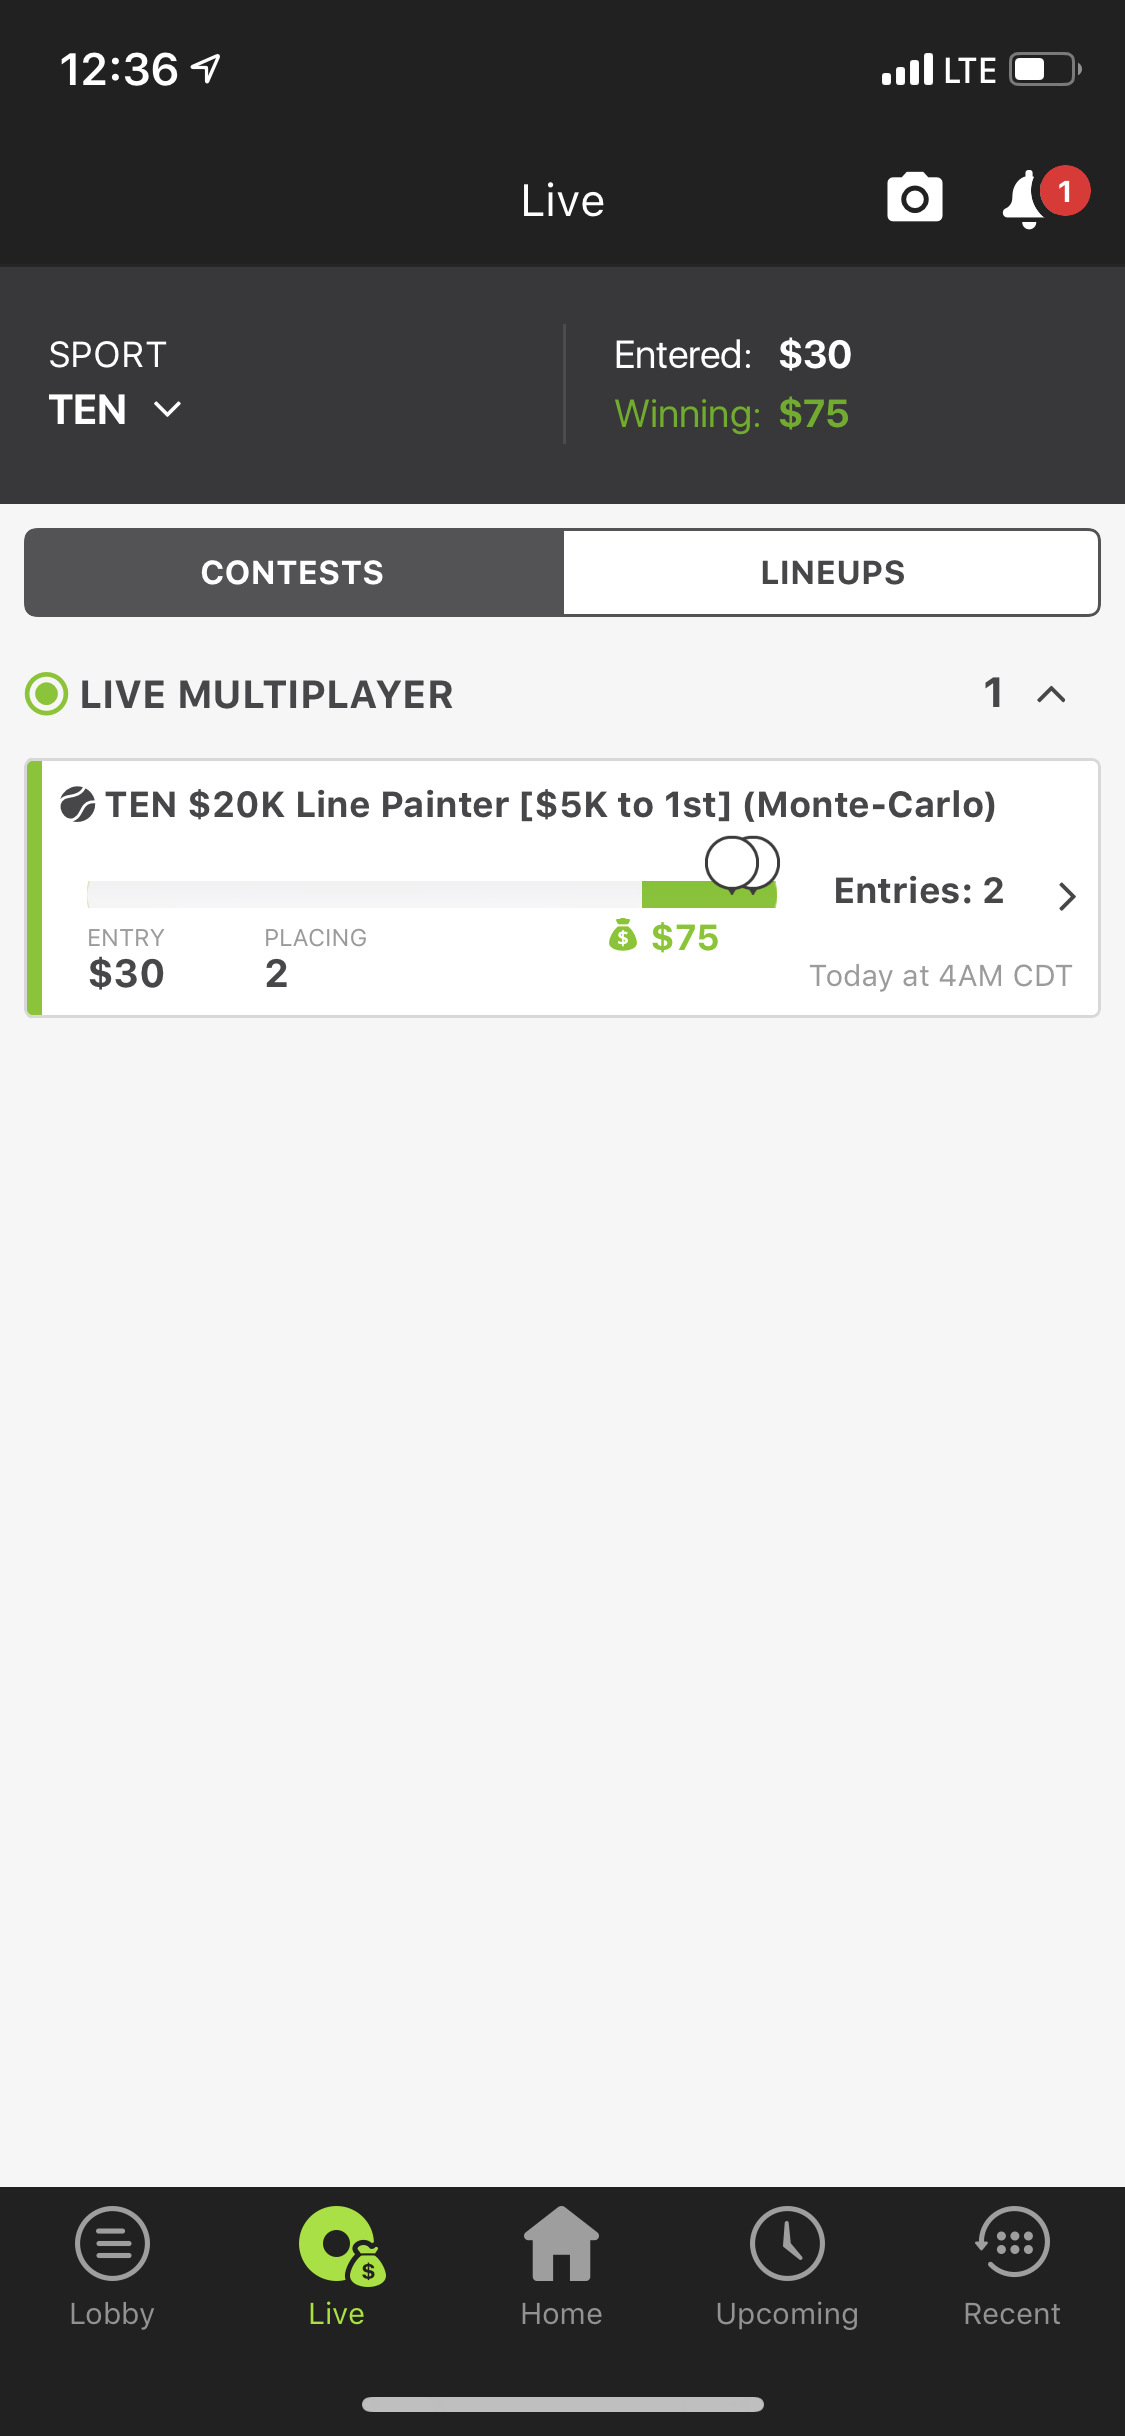 12:36
LTE
Live
1
SPORT
TEN
Entered: $30
Winning: $75
CONTESTS
LINEUPS
LIVE MULTIPLAYER 1
TEN $20K Line Painter [$5K to 1st] (Monte-Carlo)
Entries: 2
ENTRY
$30
PLACING
2
$ $75
Today at 4AM CDT
$
Lobby
Live
Home
Upcoming
Recent